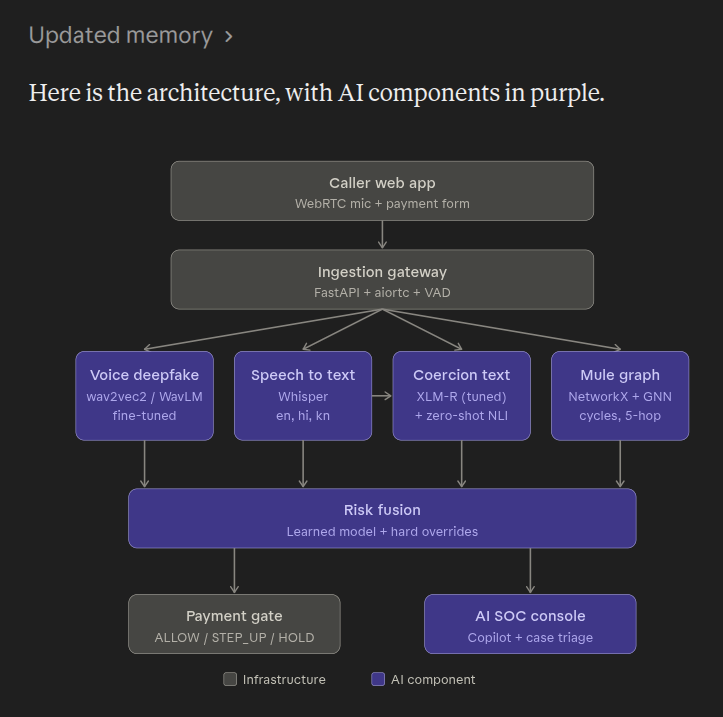 Updated memory >
Here is the architecture, with AI components in purple.
Caller web app
WebRTC mic + payment form
Ingestion gateway
FastAPI + aiortc + VAD
Voice deepfake
wav2vec2 / WavLM
fine-tuned
Speech to text
Whisper
en, hi, kn
Coercion text
XLM-R (tuned)
+ zero-shot NLI
Mule graph
NetworkX + GNN
cycles, 5-hop
Risk fusion
Learned model + hard overrides
Payment gate
ALLOW / STEP_UP / HOLD
AI SOC console
Copilot + case triage
Infrastructure
AI component